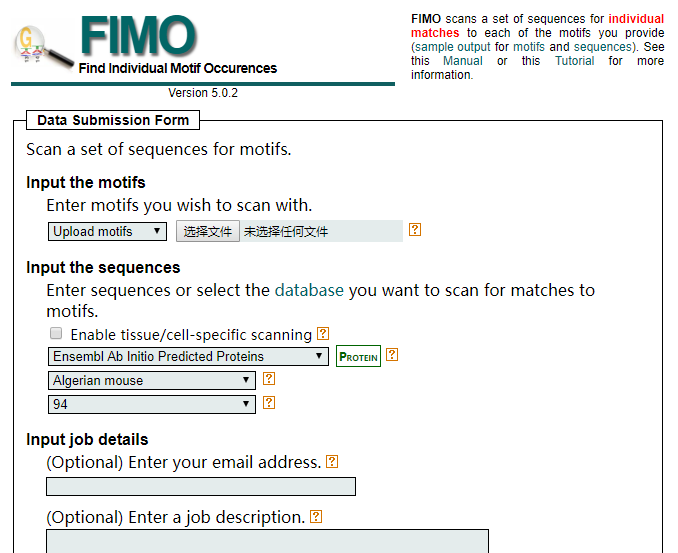 FIMO
Find Individual Motif Occurences
Version 5.0.2
FIMO scans a set of sequences for individual
matches to each of the motifs you provide
(sample output for motifs and sequences). See
this Manual or this Tutorial for more
information.
Data Submission Form
Scan a set of sequences for motifs.
Input the motifs
Enter motifs you wish to scan with.
Upload motifs ▼ 选择文件 未选择任何文件 ?
Input the sequences
Enter sequences or select the database you want to scan for matches to
motifs.
Enable tissue/cell-specific scanning ?
Ensembl Ab Initio Predicted Proteins ▼ PROTEIN ?
Algerian mouse ▼ ?
94 ▼ ?
Input job details
(Optional) Enter your email address. ?
(Optional) Enter a job description. ?